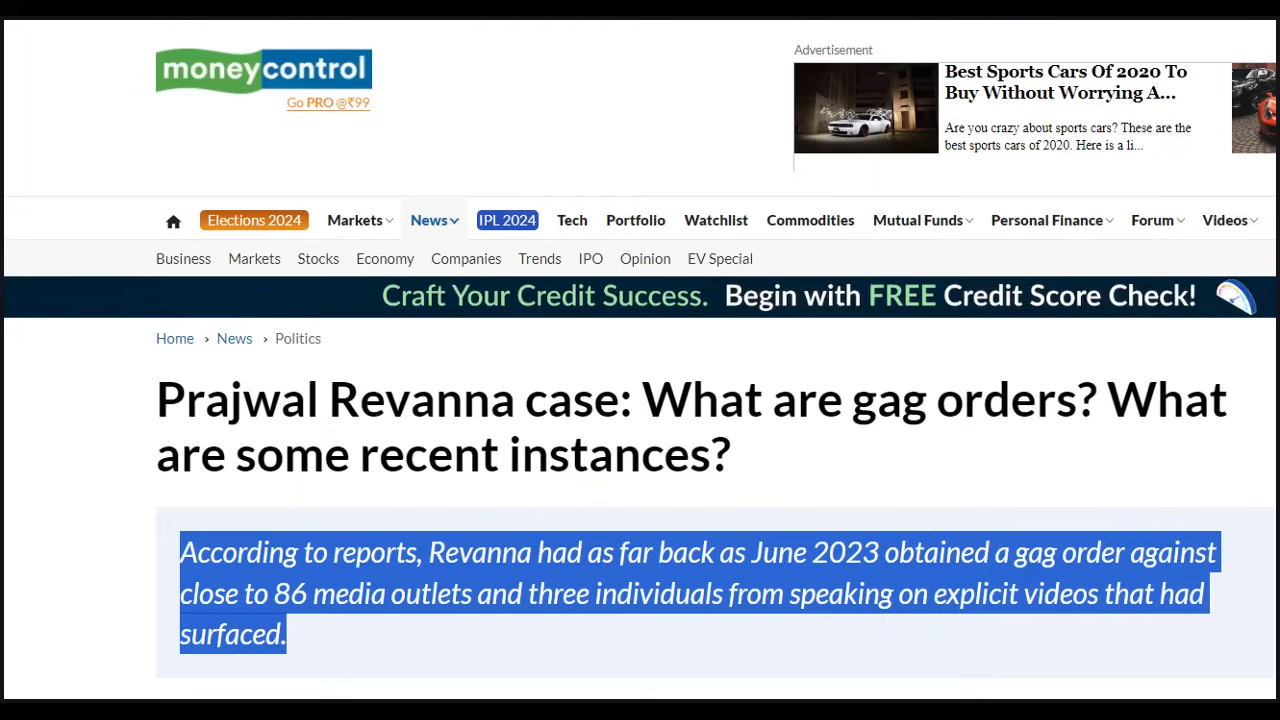 moneycontrol
Go PRO @₹99
Advertisement
Best Sports Cars Of 2020 To
Buy Without Worrying A...
Are you crazy about sports cars? These are the
best sports cars of 2020. Here is a li...
Elections 2024 Markets News IPL 2024 Tech Portfolio Watchlist Commodities Mutual Funds Personal Finance Forum Videos
Business Markets Stocks Economy Companies Trends IPO Opinion EV Special
Craft Your Credit Success. Begin with FREE Credit Score Check!
Home › News › Politics
Prajwal Revanna case: What are gag orders? What
are some recent instances?
According to reports, Revanna had as far back as June 2023 obtained a gag order against
close to 86 media outlets and three individuals from speaking on explicit videos that had
surfaced.